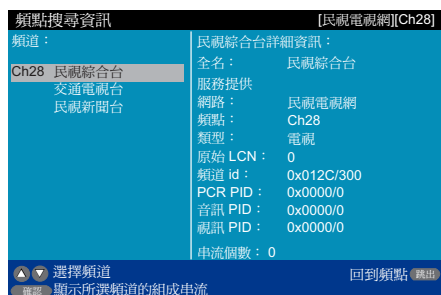 頻點搜尋資訊 [民視電視網][Ch28]
頻道：
Ch28 民視綜合台
交通電視台
民視新聞台
民視綜合台詳細資訊：
全名： 民視綜合台
服務提供
網路： 民視電視網
頻點： Ch28
類型： 電視
原始 LCN： 0
頻道 id： 0x012C/300
PCR PID： 0x0000/0
音訊 PID： 0x0000/0
視訊 PID： 0x0000/0
串流個數： 0
選擇頻道 回到頻點 跳出
確認 顯示所選頻道的組成串流